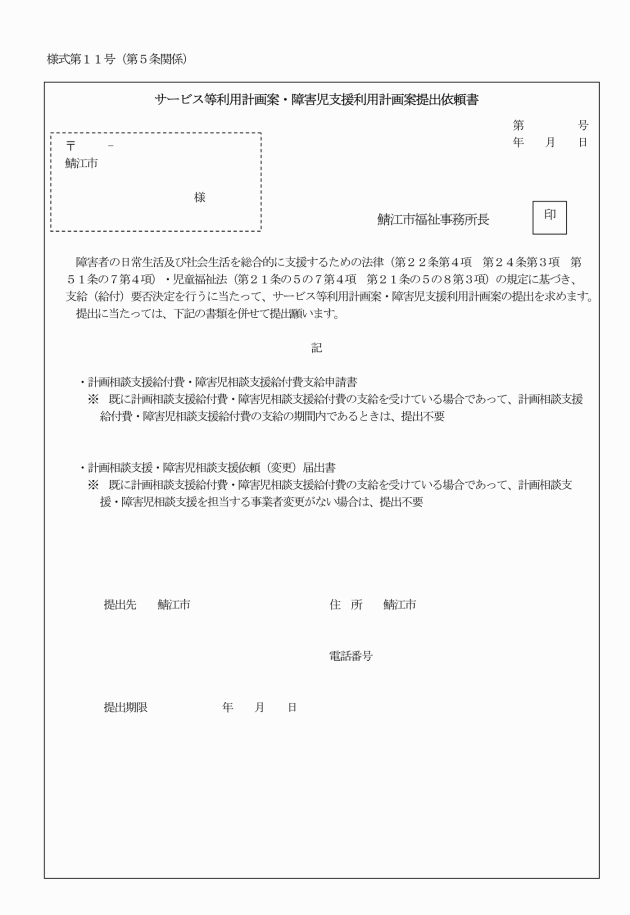 様式第１１号（第５条関係）
サービス等利用計画案・障害児支援利用計画案提出依頼書
第　　　　　号
年　　月　　日
〒　　　－
鯖江市
様
鯖江市福祉事務所長
印
障害者の日常生活及び社会生活を総合的に支援するための法律（第２２条第４項　第２４条第３項　第
５１条の７第４項）・児童福祉法（第２１条の５の７第４項　第２１条の５の８第３項）の規定に基づき、
支給（給付）要否決定を行うに当たって、サービス等利用計画案・障害児支援利用計画案の提出を求めます。
提出に当たっては、下記の書類を併せて提出願います。
記
・計画相談支援給付費・障害児相談支援給付費支給申請書
※　既に計画相談支援給付費・障害児相談支援給付費の支給を受けている場合であって、計画相談支援
給付費・障害児相談支援給付費の支給の期間内であるときは、提出不要
・計画相談支援・障害児相談支援依頼（変更）届出書
※　既に計画相談支援給付費・障害児相談支援給付費の支給を受けている場合であって、計画相談支
援・障害児相談支援を担当する事業者変更がない場合は、提出不要
提出先　　鯖江市　　　　　　　　　　　　　住　所　　鯖江市
電話番号
提出期限　　　　　　　年　　月　　日